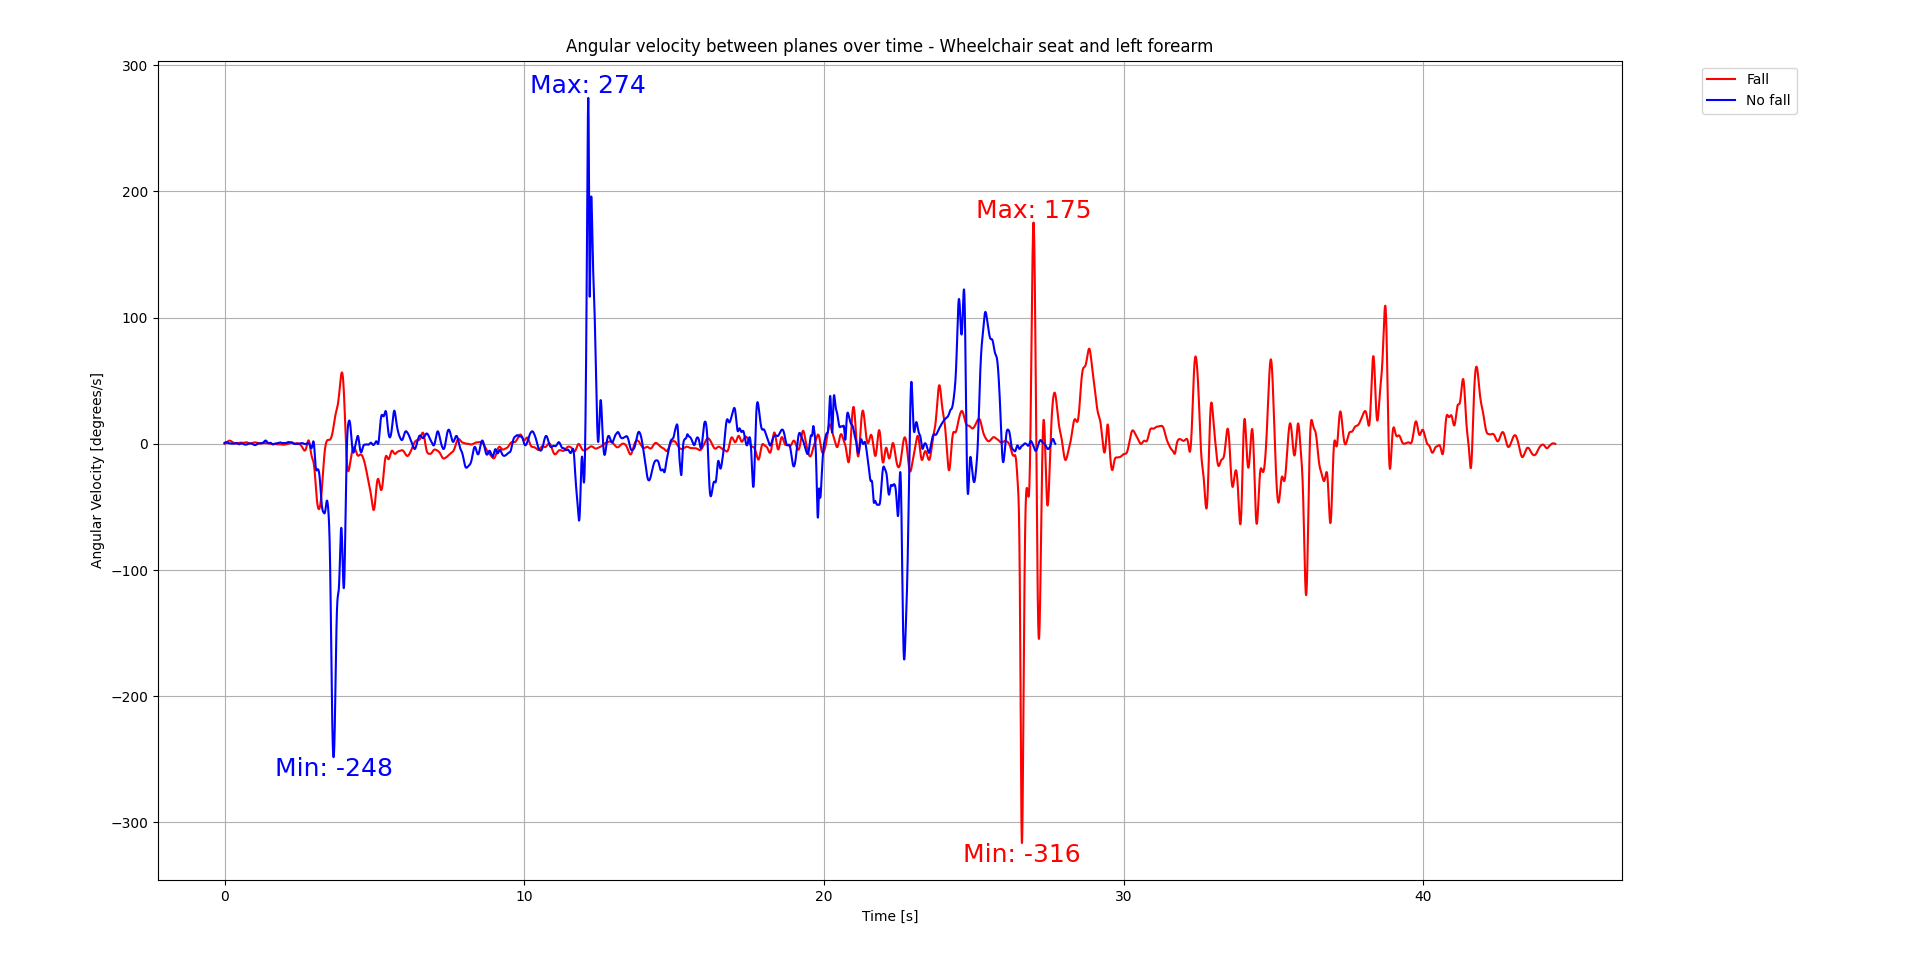 Angular velocity between planes over time - Wheelchair seat and left forearm
Fall
No fall
300
200
100
0
−100
−200
−300
Angular Velocity [degrees/s]
Max: 274
Max: 175
Min: -248
Min: -316
0 10 20 30 40
Time [s]